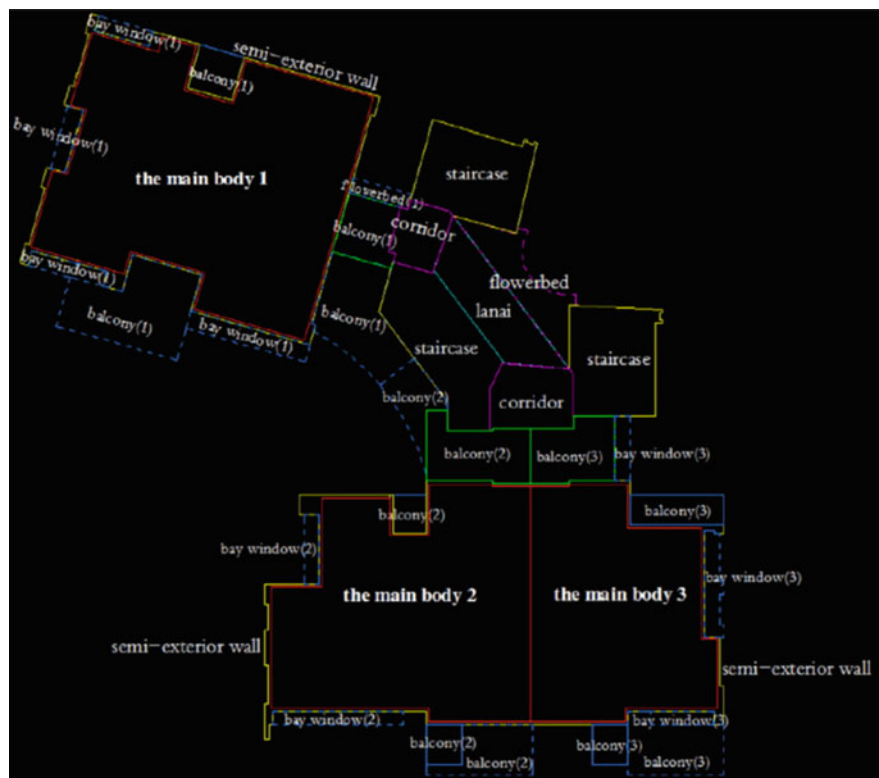 bay window(1)
semi-exterior wall
balcony(1)
bay window(1)
the main body 1
staircase
flowerbed(1)
corridor
balcony(1)
bay window(1)
flowerbed
lanai
balcony(1)
balcony(1)
bay window(1)
staircase
staircase
balcony(2)
corridor
balcony(2)
balcony(3)
bay window(3)
balcony(2)
balcony(3)
bay window(2)
bay window(3)
the main body 2
the main body 3
semi-exterior wall
semi-exterior wall
bay window(2)
bay window(3)
balcony(2)
balcony(3)
balcony(2)
balcony(3)